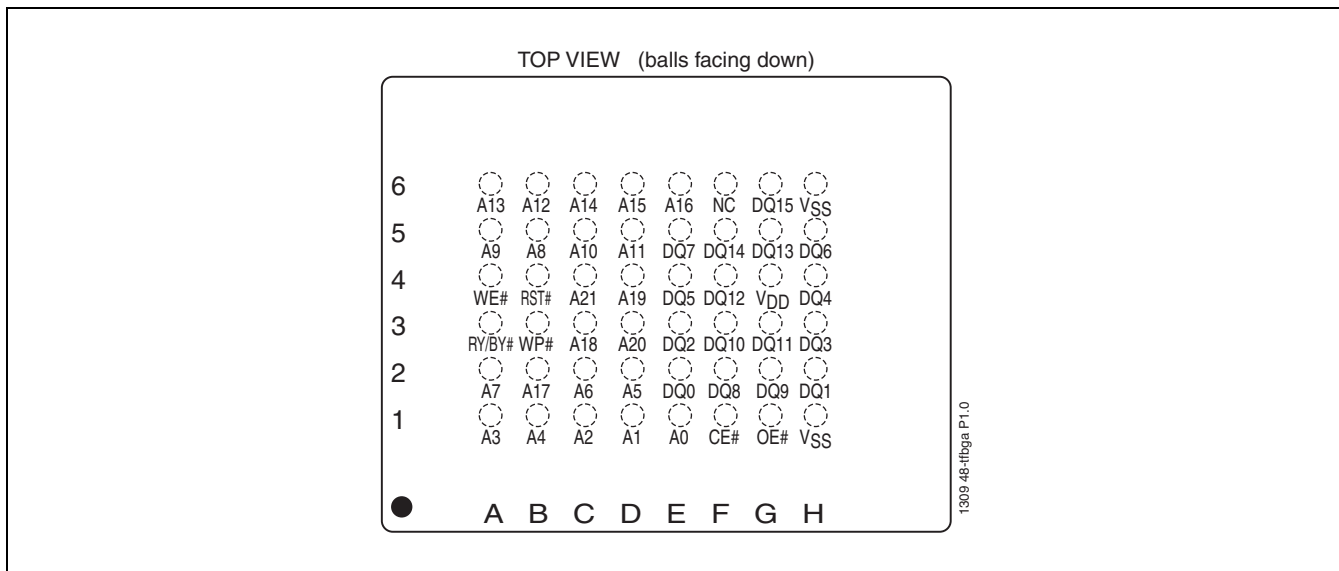 TOP VIEW (balls facing down)
6
A13 A12 A14 A15 A16 NC DQ15 VSS
5
A9 A8 A10 A11 DQ7 DQ14 DQ13 DQ6
4
WE# RST# A21 A19 DQ5 DQ12 VDD DQ4
3
RY/BY# WP# A18 A20 DQ2 DQ10 DQ11 DQ3
2
A7 A17 A6 A5 DQ0 DQ8 DQ9 DQ1
1
A3 A4 A2 A1 A0 CE# OE# VSS
A B C D E F G H
1309 48-tfbga P1.0